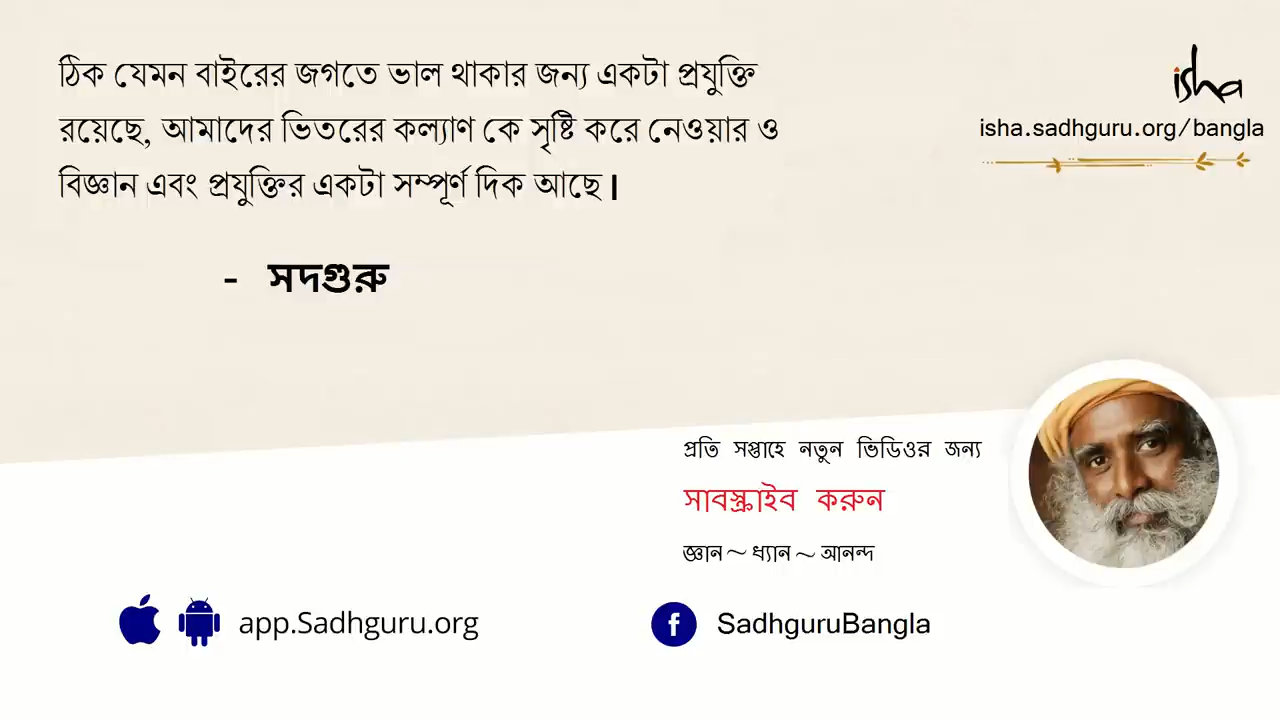 ঠিক যেমন বাইরের জগতে ভাল থাকার জন্য একটা প্রযুক্তি
রয়েছে, আমাদের ভিতরের কল্যাণ কে সৃষ্টি করে নেওয়ার ও
বিজ্ঞান এবং প্রযুক্তির একটা সম্পূর্ণ দিক আছে।
- সদগুরু
isha
isha.sadhguru.org/bangla
প্রতি সপ্তাহে নতুন ভিডিওর জন্য
সাবস্ক্রাইব করুন
জ্ঞান ~ ধ্যান ~ আনন্দ
app.Sadhguru.org
f SadhguruBangla